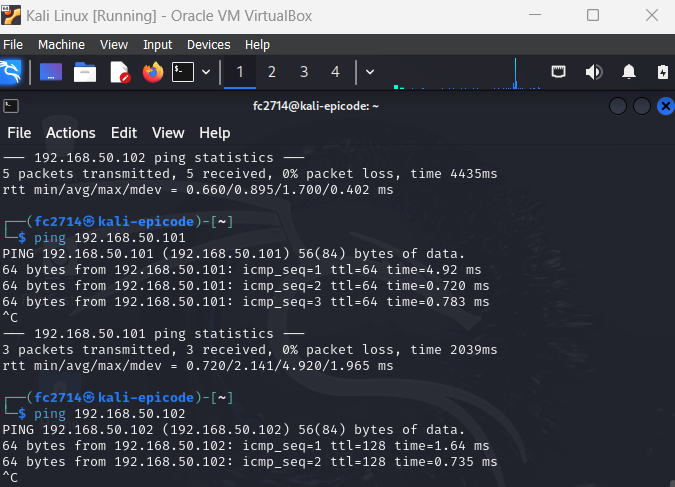 Kali Linux [Running] - Oracle VM VirtualBox
File Machine View Input Devices Help
1 2 3 4
fc2714@kali-epicode: ~
File Actions Edit View Help
─── 192.168.50.102 ping statistics ───
5 packets transmitted, 5 received, 0% packet loss, time 4435ms
rtt min/avg/max/mdev = 0.660/0.895/1.700/0.402 ms
┌──(fc2714㉿kali-epicode)-[~]
└─$ ping 192.168.50.101
PING 192.168.50.101 (192.168.50.101) 56(84) bytes of data.
64 bytes from 192.168.50.101: icmp_seq=1 ttl=64 time=4.92 ms
64 bytes from 192.168.50.101: icmp_seq=2 ttl=64 time=0.720 ms
64 bytes from 192.168.50.101: icmp_seq=3 ttl=64 time=0.783 ms
^C
─── 192.168.50.101 ping statistics ───
3 packets transmitted, 3 received, 0% packet loss, time 2039ms
rtt min/avg/max/mdev = 0.720/2.141/4.920/1.965 ms
┌──(fc2714㉿kali-epicode)-[~]
└─$ ping 192.168.50.102
PING 192.168.50.102 (192.168.50.102) 56(84) bytes of data.
64 bytes from 192.168.50.102: icmp_seq=1 ttl=128 time=1.64 ms
64 bytes from 192.168.50.102: icmp_seq=2 ttl=128 time=0.735 ms
^C